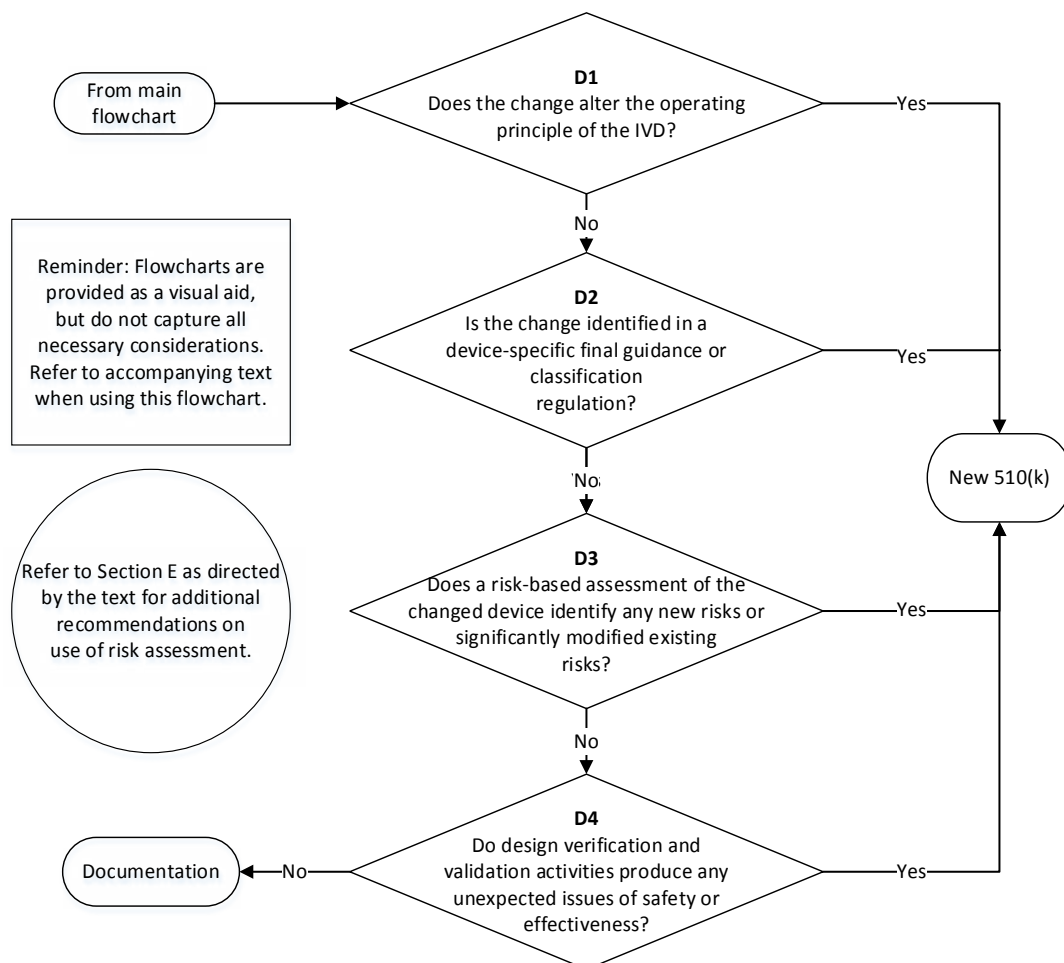 From main
flowchart
D1
Does the change alter the operating
principle of the IVD?
Yes
No
Reminder: Flowcharts are
provided as a visual aid,
but do not capture all
necessary considerations.
Refer to accompanying text
when using this flowchart.
D2
Is the change identified in a
device-specific final guidance or
classification
regulation?
Yes
No
New 510(k)
Refer to Section E as directed
by the text for additional
recommendations on
use of risk assessment.
D3
Does a risk-based assessment of the
changed device identify any new risks or
significantly modified existing
risks?
Yes
No
D4
Do design verification and
validation activities produce any
unexpected issues of safety or
effectiveness?
Yes
No
Documentation